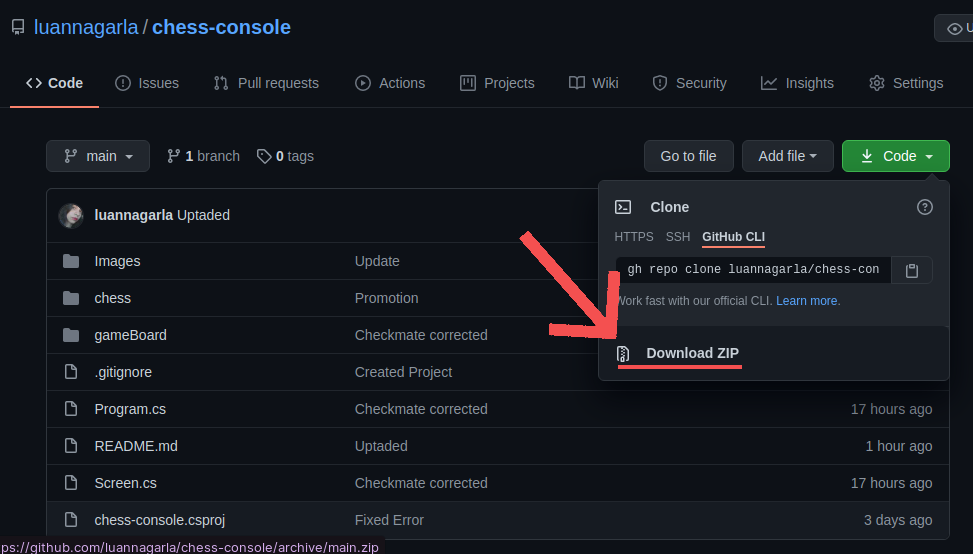 luannagarla / chess-console
Code Issues Pull requests Actions Projects Wiki Security Insights Settings
main 1 branch 0 tags Go to file Add file Code
luannagarla Uptaded
Clone
HTTPS SSH GitHub CLI
gh repo clone luannagarla/chess-con
Work fast with our official CLI. Learn more.
Download ZIP
Images Update
chess Promotion
gameBoard Checkmate corrected
.gitignore Created Project
Program.cs Checkmate corrected 17 hours ago
README.md Uptaded 1 hour ago
Screen.cs Checkmate corrected 17 hours ago
chess-console.csproj Fixed Error 3 days ago
ps://github.com/luannagarla/chess-console/archive/main.zip